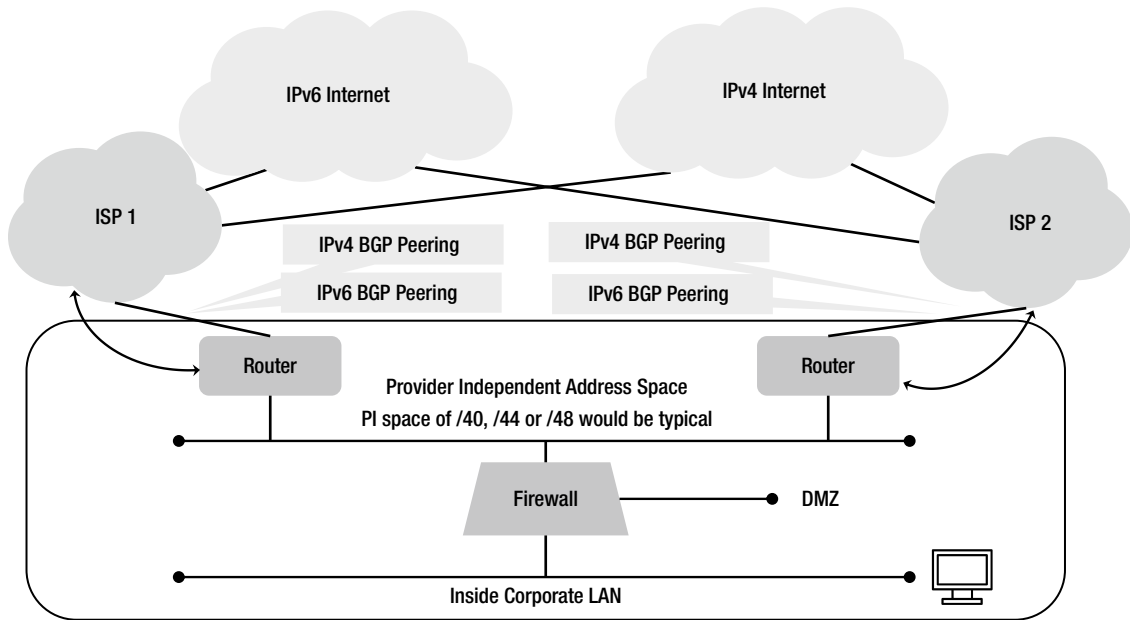 IPv6 Internet
IPv4 Internet
ISP 1
ISP 2
IPv4 BGP Peering
IPv4 BGP Peering
IPv6 BGP Peering
IPv6 BGP Peering
Router
Router
Provider Independent Address Space
PI space of /40, /44 or /48 would be typical
Firewall
DMZ
Inside Corporate LAN